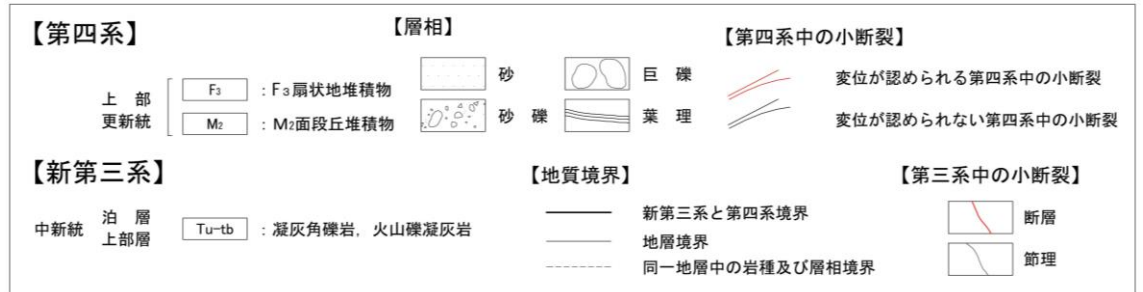 【第四系】
上部
更新統
F₃ : F₃扇状地堆積物
M₂ : M₂面段丘堆積物
【層相】
砂
巨礫
砂礫
葉理
【第四系中の小断裂】
変位が認められる第四系中の小断裂
変位が認められない第四系中の小断裂
【新第三系】
中新統
泊層
上部層
Tu-tb : 凝灰角礫岩，火山礫凝灰岩
【地質境界】
新第三系と第四系境界
地層境界
同一地層中の岩種及び層相境界
【第三系中の小断裂】
断層
節理